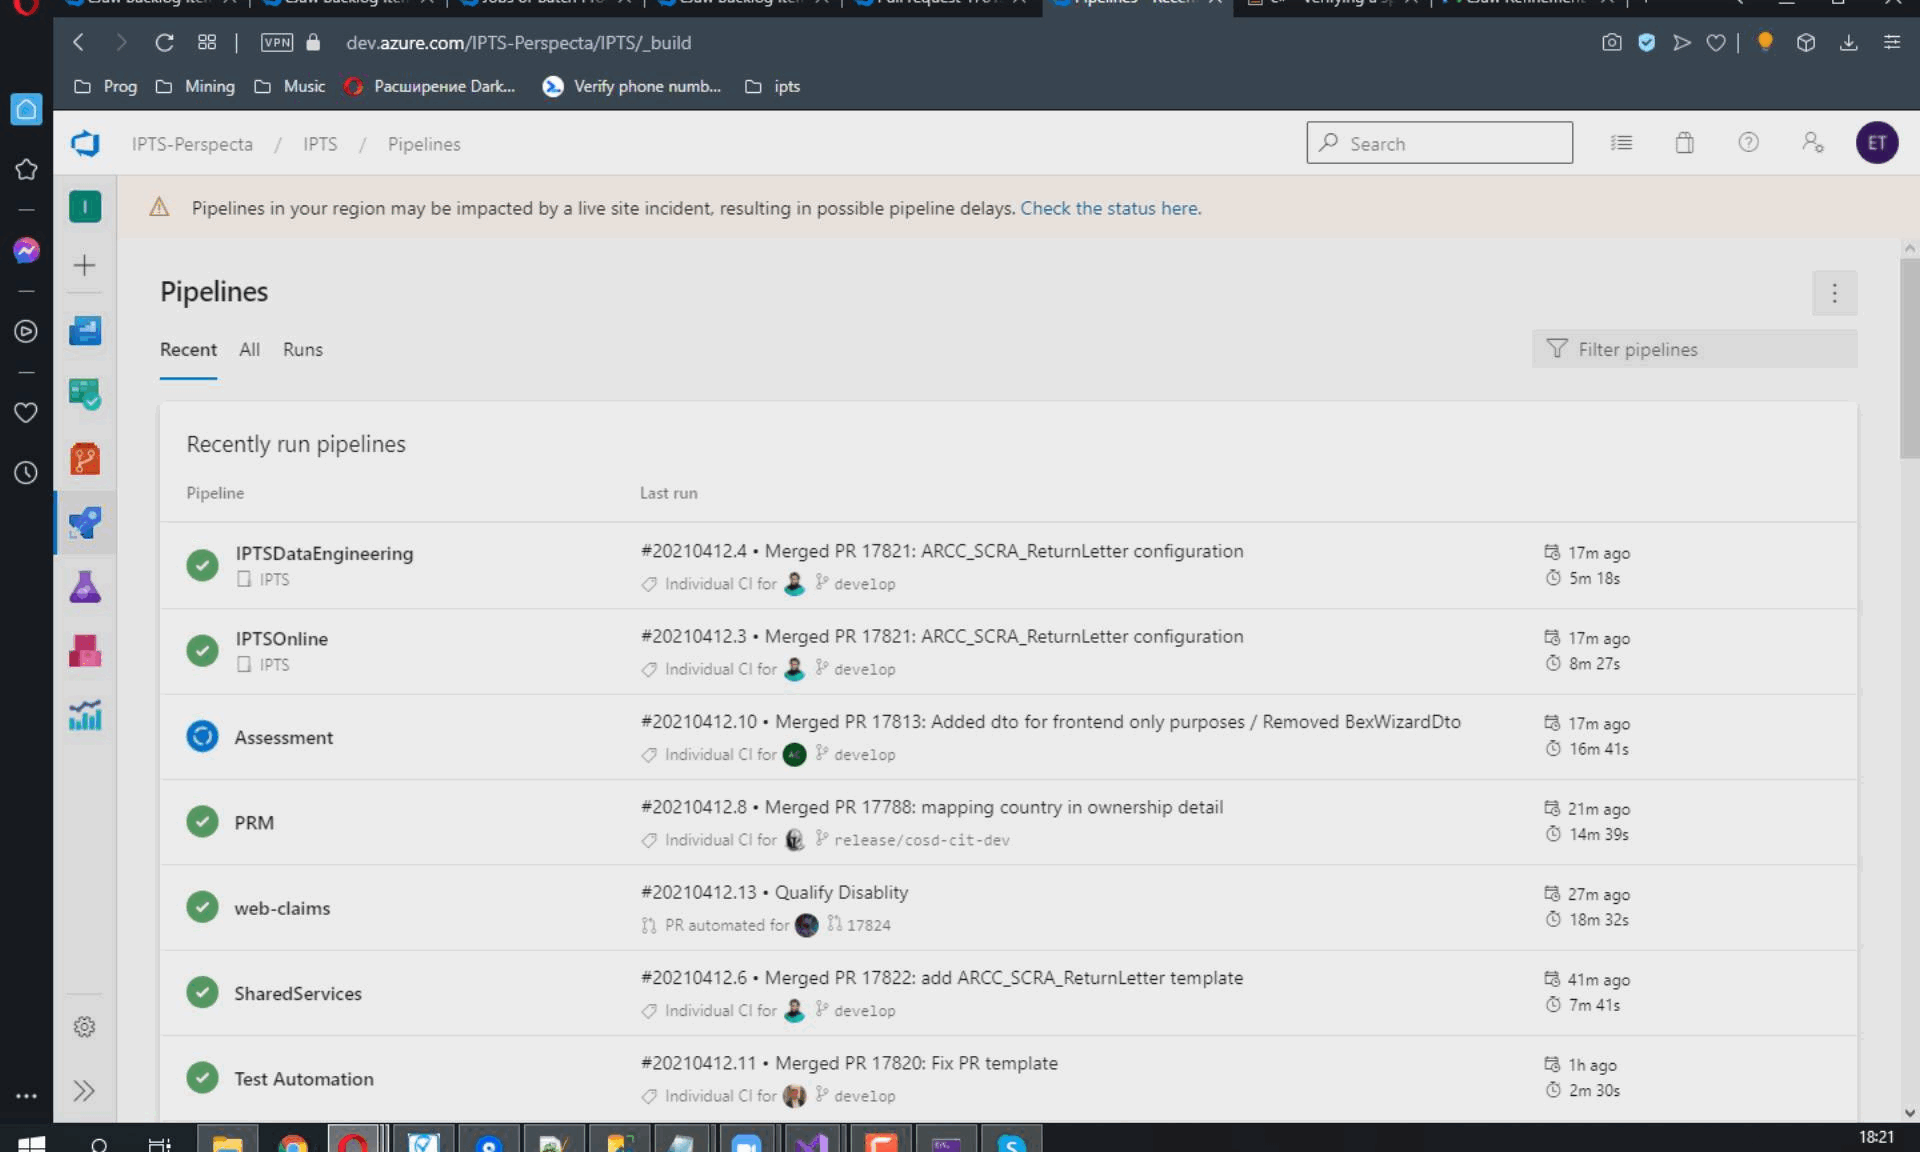 VPN
dev.azure.com/IPTS-Perspecta/IPTS/_build
Prog
Mining
Music
Расширение Dark...
Verify phone numb...
ipts
IPTS-Perspecta / IPTS / Pipelines
Search
ET
I
Pipelines in your region may be impacted by a live site incident, resulting in possible pipeline delays. Check the status here.
Pipelines
Recent
All
Runs
Filter pipelines
Recently run pipelines
Pipeline
Last run
IPTSDataEngineering
IPTS
#20210412.4 • Merged PR 17821: ARCC_SCRA_ReturnLetter configuration
Individual CI for
develop
17m ago
5m 18s
IPTSOnline
IPTS
#20210412.3 • Merged PR 17821: ARCC_SCRA_ReturnLetter configuration
Individual CI for
develop
17m ago
8m 27s
Assessment
#20210412.10 • Merged PR 17813: Added dto for frontend only purposes / Removed BexWizardDto
Individual CI for
develop
17m ago
16m 41s
PRM
#20210412.8 • Merged PR 17788: mapping country in ownership detail
Individual CI for
release/cosd-cit-dev
21m ago
14m 39s
web-claims
#20210412.13 • Qualify Disablity
PR automated for
17824
27m ago
18m 32s
SharedServices
#20210412.6 • Merged PR 17822: add ARCC_SCRA_ReturnLetter template
Individual CI for
develop
41m ago
7m 41s
Test Automation
#20210412.11 • Merged PR 17820: Fix PR template
Individual CI for
develop
1h ago
2m 30s
18:21